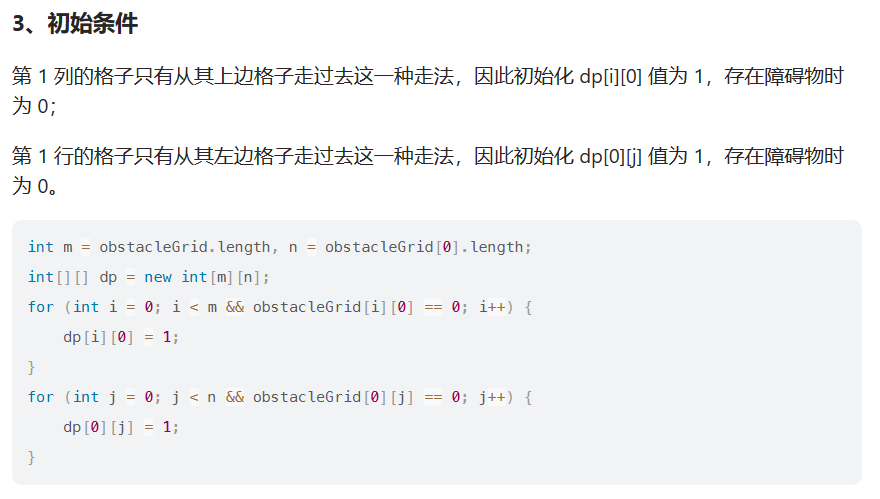 3、初始条件
第 1 列的格子只有从其上边格子走过去这一种走法，因此初始化 dp[i][0] 值为 1，存在障碍物时
为 0；
第 1 行的格子只有从其左边格子走过去这一种走法，因此初始化 dp[0][j] 值为 1，存在障碍物时
为 0。
int m = obstacleGrid.length, n = obstacleGrid[0].length;
int[][] dp = new int[m][n];
for (int i = 0; i < m && obstacleGrid[i][0] == 0; i++) {
    dp[i][0] = 1;
}
for (int j = 0; j < n && obstacleGrid[0][j] == 0; j++) {
    dp[0][j] = 1;
}